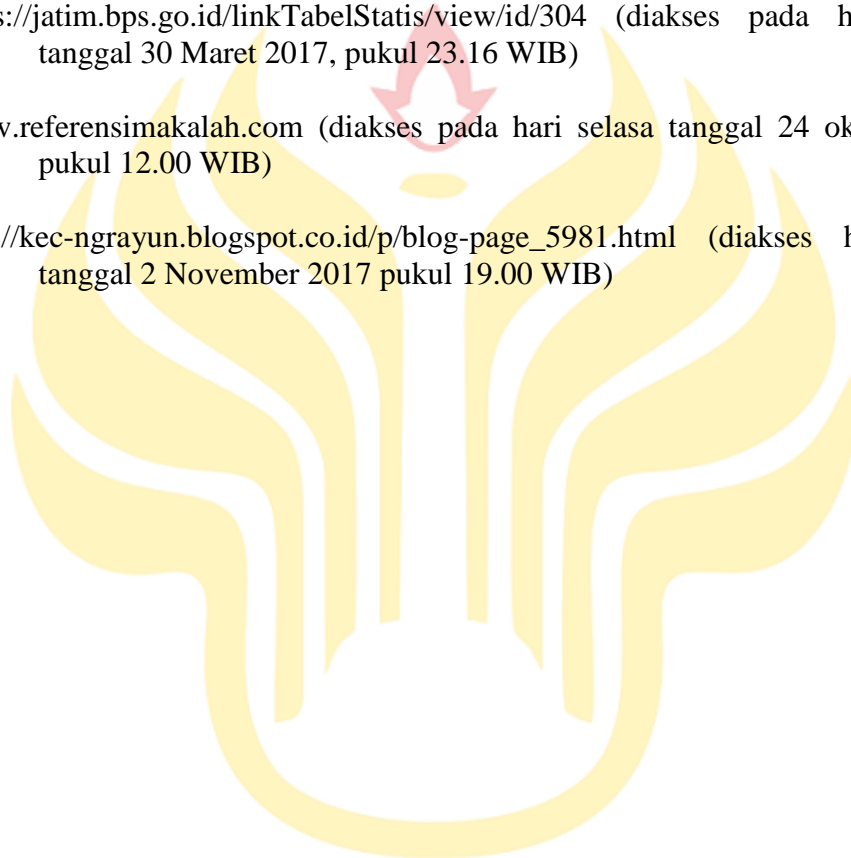 s://jatim.bps.go.id/linkTabelStatis/view/id/304 (diakses pada h
tanggal 30 Maret 2017, pukul 23.16 WIB)
w.referensimakalah.com (diakses pada hari selasa tanggal 24 ok
pukul 12.00 WIB)
://kec-ngrayun.blogspot.co.id/p/blog-page_5981.html (diakses h
tanggal 2 November 2017 pukul 19.00 WIB)